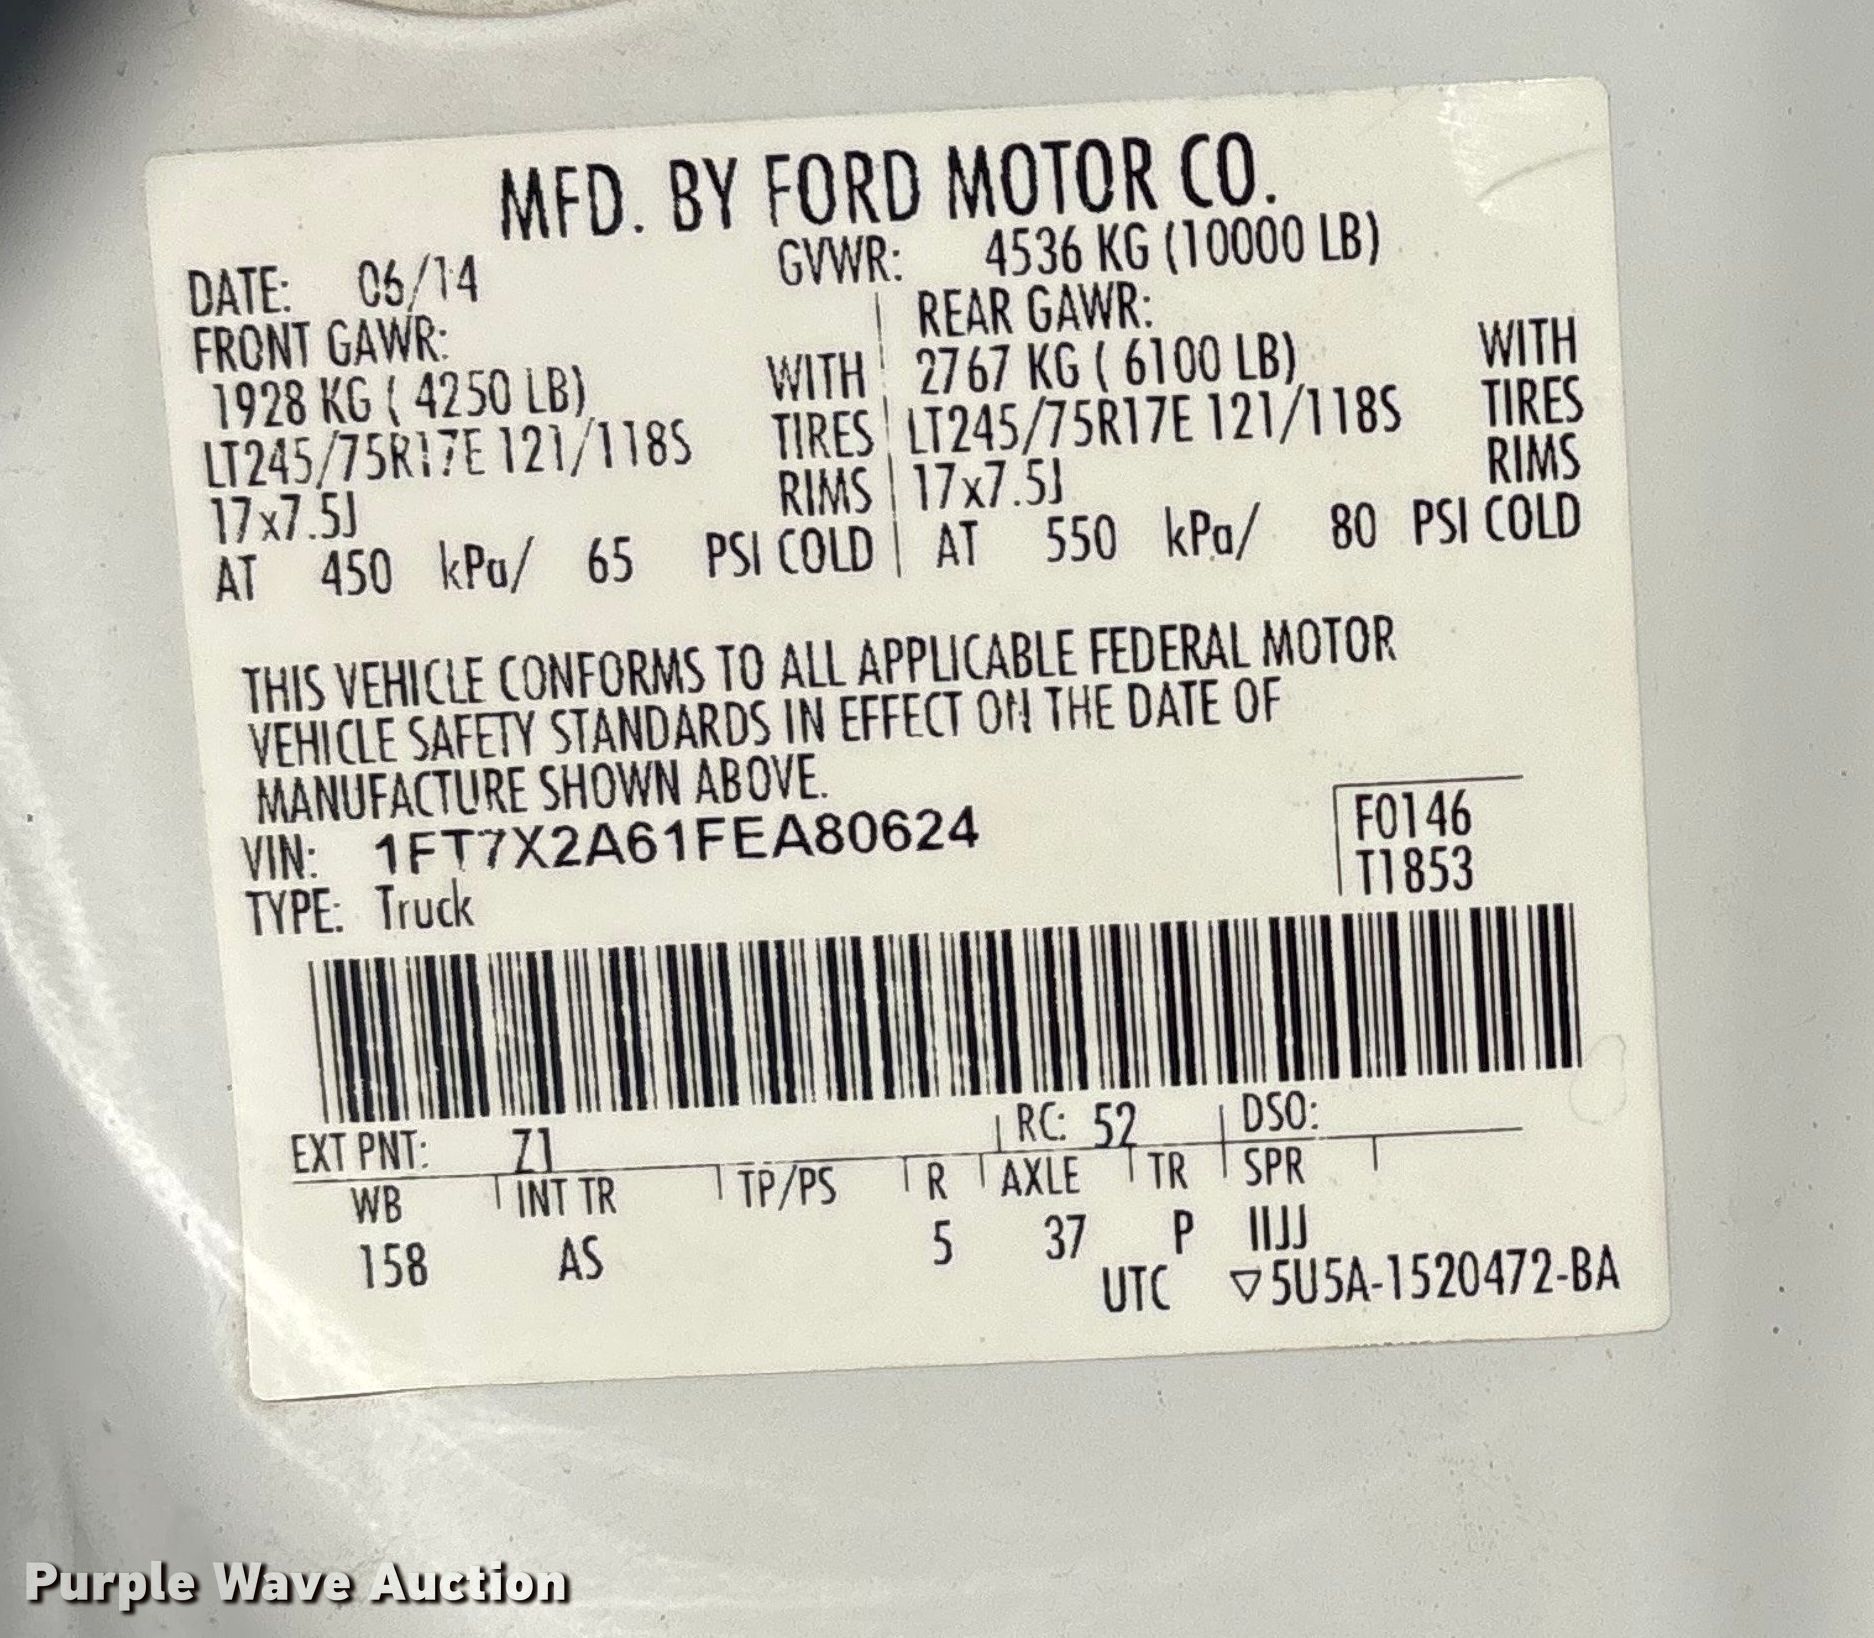 MFD. BY FORD MOTOR CO.
DATE: 06/14 GVWR: 4536 KG (10000 LB)
FRONT GAWR: REAR GAWR:
1928 KG ( 4250 LB) WITH 2767 KG ( 6100 LB) WITH
LT245/75R17E 121/118S TIRES LT245/75R17E 121/118S TIRES
17x7.5J RIMS 17x7.5J RIMS
AT 450 kPa/ 65 PSI COLD AT 550 kPa/ 80 PSI COLD
THIS VEHICLE CONFORMS TO ALL APPLICABLE FEDERAL MOTOR
VEHICLE SAFETY STANDARDS IN EFFECT ON THE DATE OF
MANUFACTURE SHOWN ABOVE.
VIN: 1FT7X2A61FEA80624 F0146
TYPE: Truck T1853
EXT PNT: Z1 RC: 52 DSO:
WB INT TR TP/PS R AXLE TR SPR
158 AS 5 37 P IIJJ
UTC ▽5U5A-1520472-BA
Purple Wave Auction